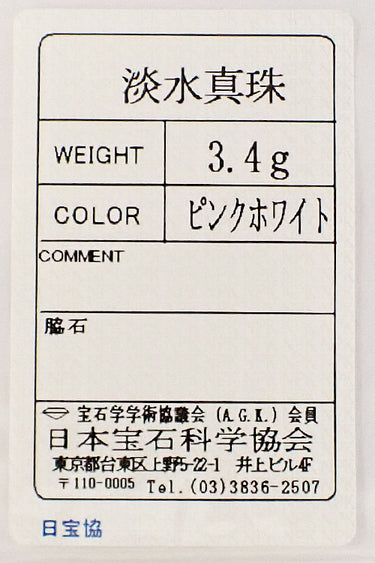 淡水真珠
WEIGHT 3.4g
COLOR ピンクホワイト
COMMENT
脇石
宝石学学術協議会 (A.G.K.) 会員
日本宝石科学協会
東京都台東区上野5-22-1 井上ビル4F
〒110-0005 Tel.(03)3836-2507
日宝協